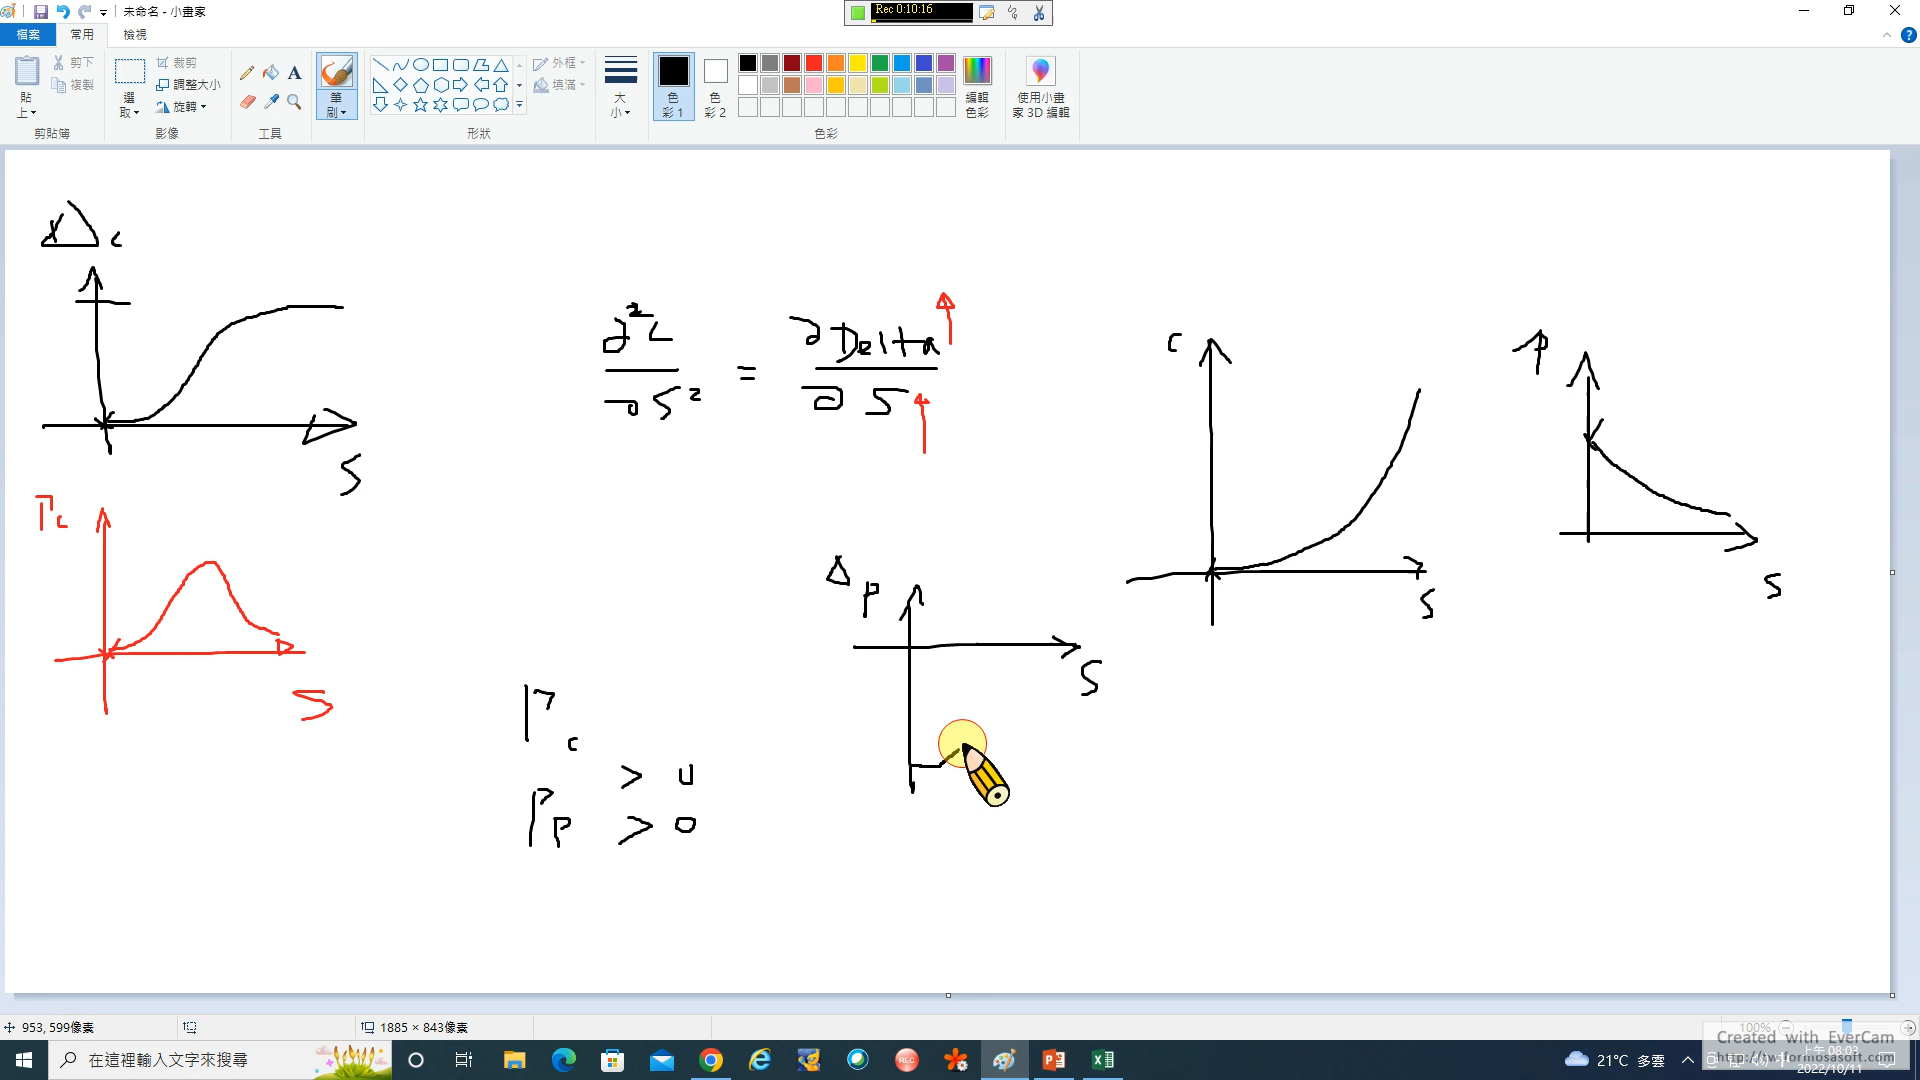 未命名 - 小畫家
Rec 0:10:16
檔案 常用 檢視
貼上
剪下
複製
剪貼簿
選取
裁剪
調整大小
旋轉
影像
A
工具
筆刷
外框
填滿
形狀
大小
色彩 1
色彩 2
色彩
編輯色彩
使用小畫家 3D 編輯
Δc
S
Γc
S
∂²c
∂S²
=
∂Delta
∂S
c
S
P
S
Δp
S
Γc > 0
Γp > 0
953, 599像素
1885 × 843像素
100%
在這裡輸入文字來搜尋
REC
21°C 多雲
上午 08:03
2022/10/11
Created with EverCam
http://tw.formosasoft.com